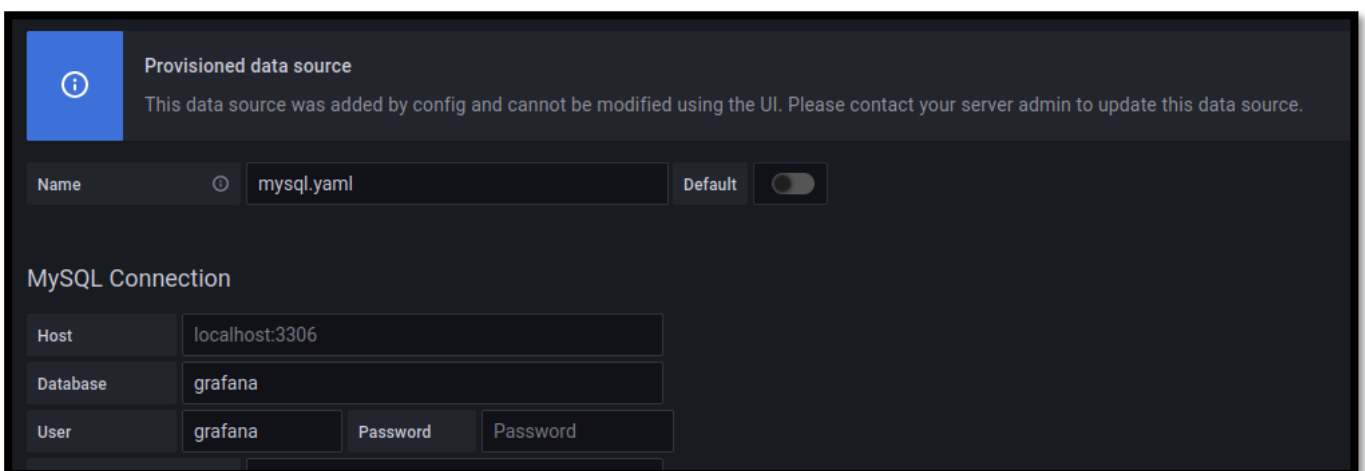 Provisioned data source
This data source was added by config and cannot be modified using the UI. Please contact your server admin to update this data source.
Name mysql.yaml Default
MySQL Connection
Host localhost:3306
Database grafana
User grafana Password Password